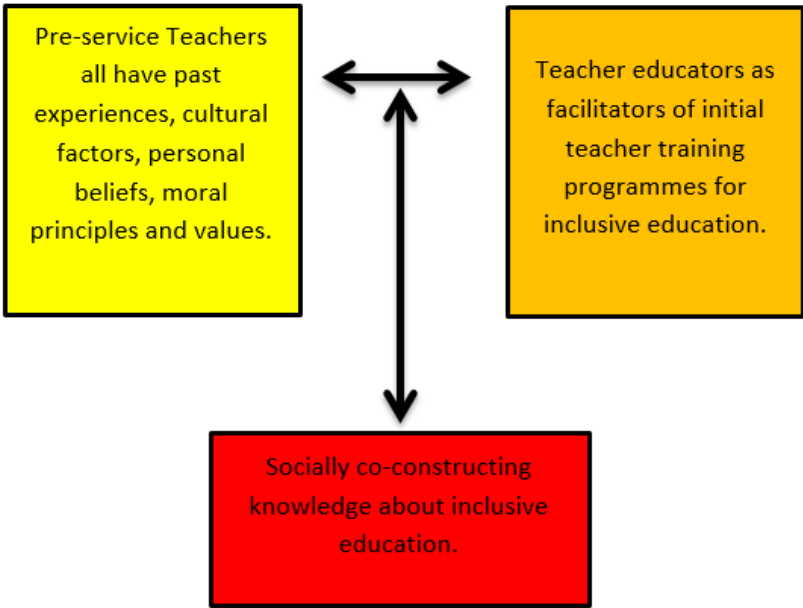 Pre-service Teachers
all have past
experiences, cultural
factors, personal
beliefs, moral
principles and values.
Teacher educators as
facilitators of initial
teacher training
programmes for
inclusive education.
Socially co-constructing
knowledge about inclusive
education.